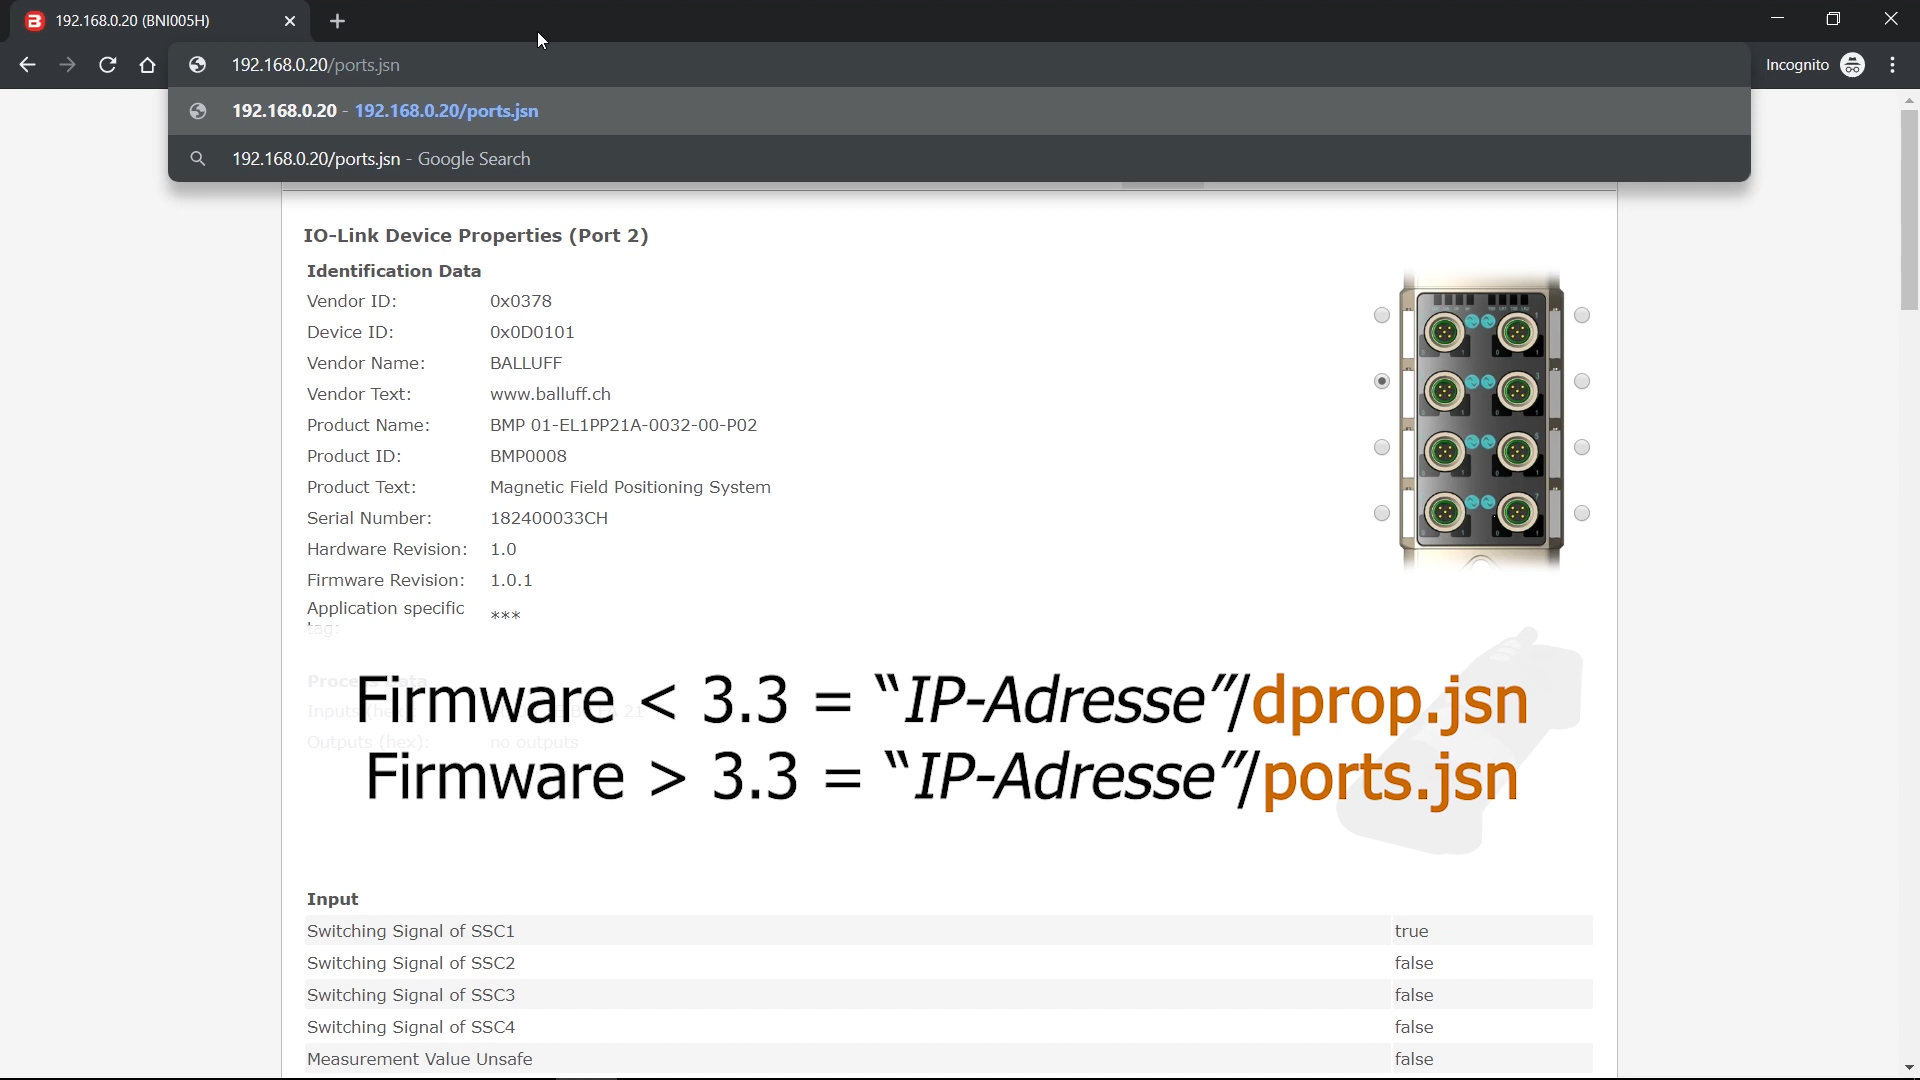 192.168.0.20 (BNI005H)
192.168.0.20/ports.jsn
Incognito
192.168.0.20 - 192.168.0.20/ports.jsn
192.168.0.20/ports.jsn - Google Search
IO-Link Device Properties (Port 2)
Identification Data
Vendor ID: 0x0378
Device ID: 0x0D0101
Vendor Name: BALLUFF
Vendor Text: www.balluff.ch
Product Name: BMP 01-EL1PP21A-0032-00-P02
Product ID: BMP0008
Product Text: Magnetic Field Positioning System
Serial Number: 182400033CH
Hardware Revision: 1.0
Firmware Revision: 1.0.1
Application specific tag: ***
Firmware < 3.3 = “IP-Adresse”/dprop.jsn
Outputs (hex): no outputs
Firmware > 3.3 = “IP-Adresse”/ports.jsn
Input
Switching Signal of SSC1 true
Switching Signal of SSC2 false
Switching Signal of SSC3 false
Switching Signal of SSC4 false
Measurement Value Unsafe false